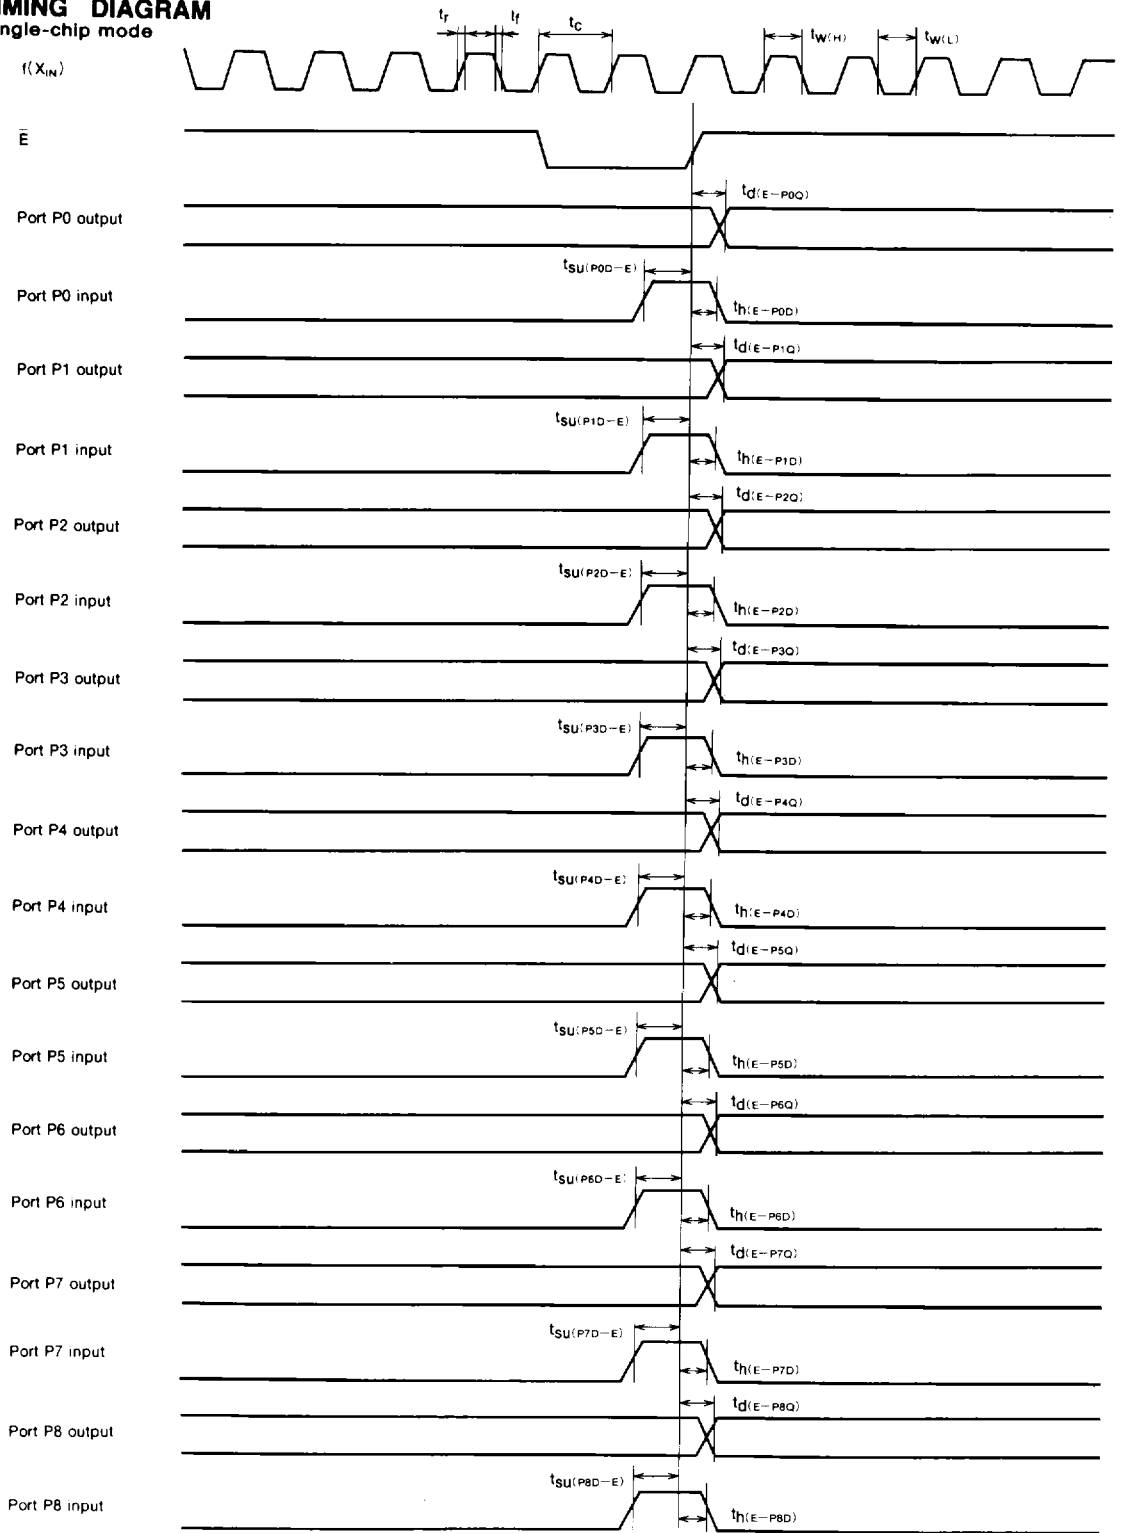 MING DIAGRAM
ngle-chip mode
tr tf tC tW(H) tW(L)
f(XIN)
E̅
td(E−P0Q)
Port P0 output
tSU(P0D−E)
Port P0 input
th(E−P0D)
td(E−P1Q)
Port P1 output
tSU(P1D−E)
Port P1 input
th(E−P1D)
td(E−P2Q)
Port P2 output
tSU(P2D−E)
Port P2 input
th(E−P2D)
td(E−P3Q)
Port P3 output
tSU(P3D−E)
Port P3 input
th(E−P3D)
td(E−P4Q)
Port P4 output
tSU(P4D−E)
Port P4 input
th(E−P4D)
td(E−P5Q)
Port P5 output
tSU(P5D−E)
Port P5 input
th(E−P5D)
td(E−P6Q)
Port P6 output
tSU(P6D−E)
Port P6 input
th(E−P6D)
td(E−P7Q)
Port P7 output
tSU(P7D−E)
Port P7 input
th(E−P7D)
td(E−P8Q)
Port P8 output
tSU(P8D−E)
Port P8 input
th(E−P8D)